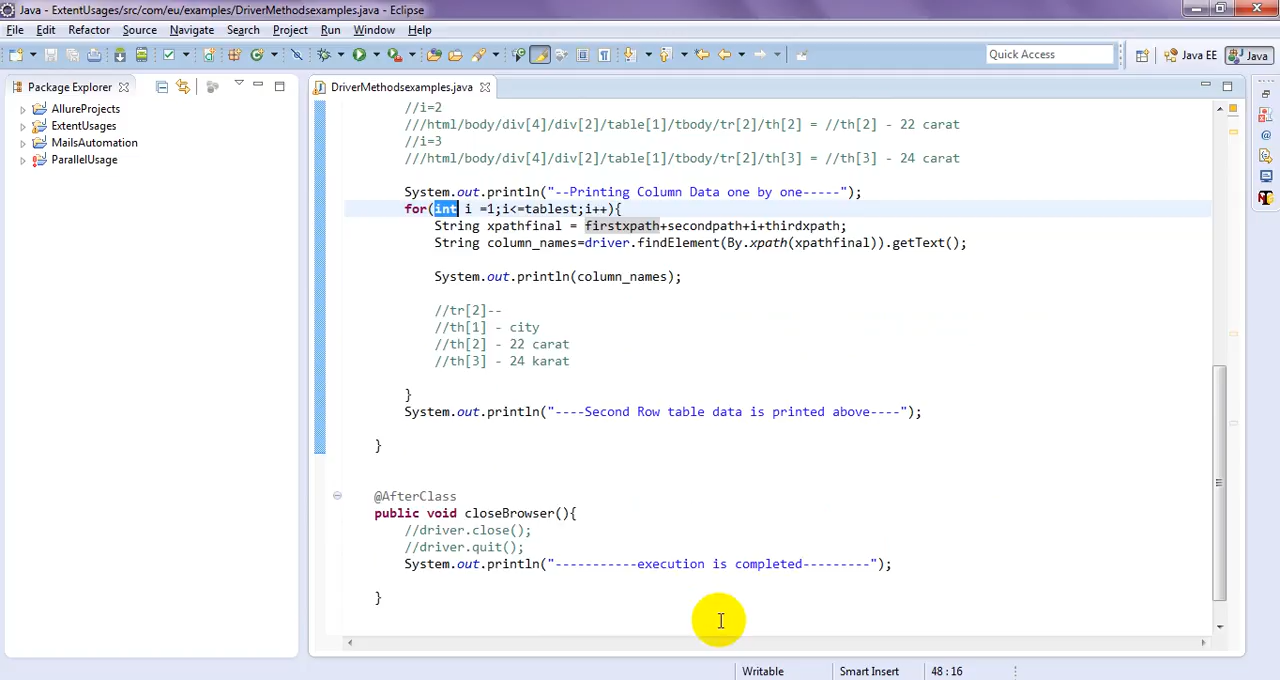 Java - ExtentUsages/src/com/eu/examples/DriverMethodsexamples.java - Eclipse
File Edit Refactor Source Navigate Search Project Run Window Help
Quick Access
Java EE
Java
Package Explorer
AllureProjects
ExtentUsages
MailsAutomation
ParallelUsage
DriverMethodsexamples.java
//i=2
///html/body/div[4]/div[2]/table[1]/tbody/tr[2]/th[2] = //th[2] - 22 carat
//i=3
///html/body/div[4]/div[2]/table[1]/tbody/tr[2]/th[3] = //th[3] - 24 carat
System.out.println("--Printing Column Data one by one-----");
for(int i =1;i<=tablest;i++){
String xpathfinal = firstxpath+secondpath+i+thirdxpath;
String column_names=driver.findElement(By.xpath(xpathfinal)).getText();
System.out.println(column_names);
//tr[2]--
//th[1] - city
//th[2] - 22 carat
//th[3] - 24 karat
}
System.out.println("----Second Row table data is printed above----");
}
@AfterClass
public void closeBrowser(){
//driver.close();
//driver.quit();
System.out.println("-----------execution is completed---------");
}
Writable
Smart Insert
48:16